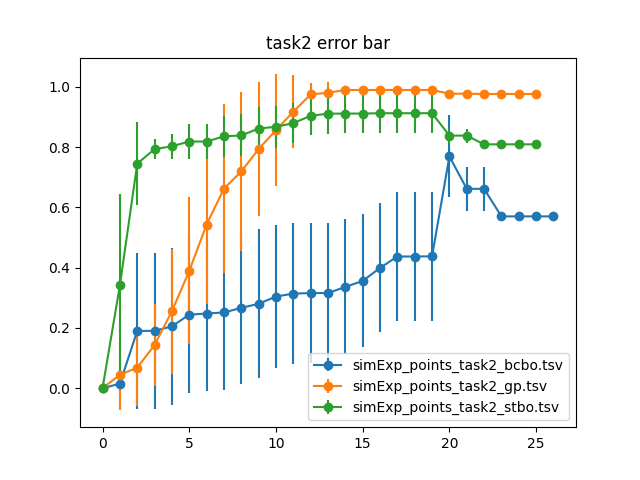 task2 error bar
1.0
0.8
0.6
0.4
0.2
0.0
simExp_points_task2_bcbo.tsv
simExp_points_task2_gp.tsv
simExp_points_task2_stbo.tsv
0 5 10 15 20 25